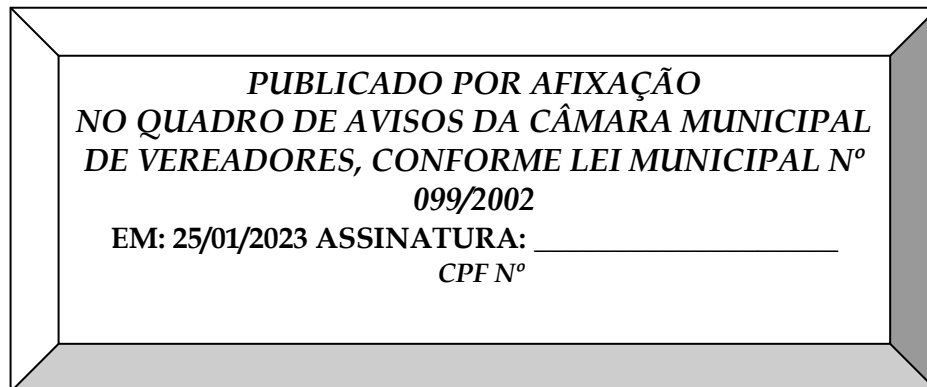 PUBLICADO POR AFIXAÇÃO
NO QUADRO DE AVISOS DA CÂMARA MUNICIPAL
DE VEREADORES, CONFORME LEI MUNICIPAL Nº
099/2002
EM: 25/01/2023 ASSINATURA: ______________________
CPF Nº